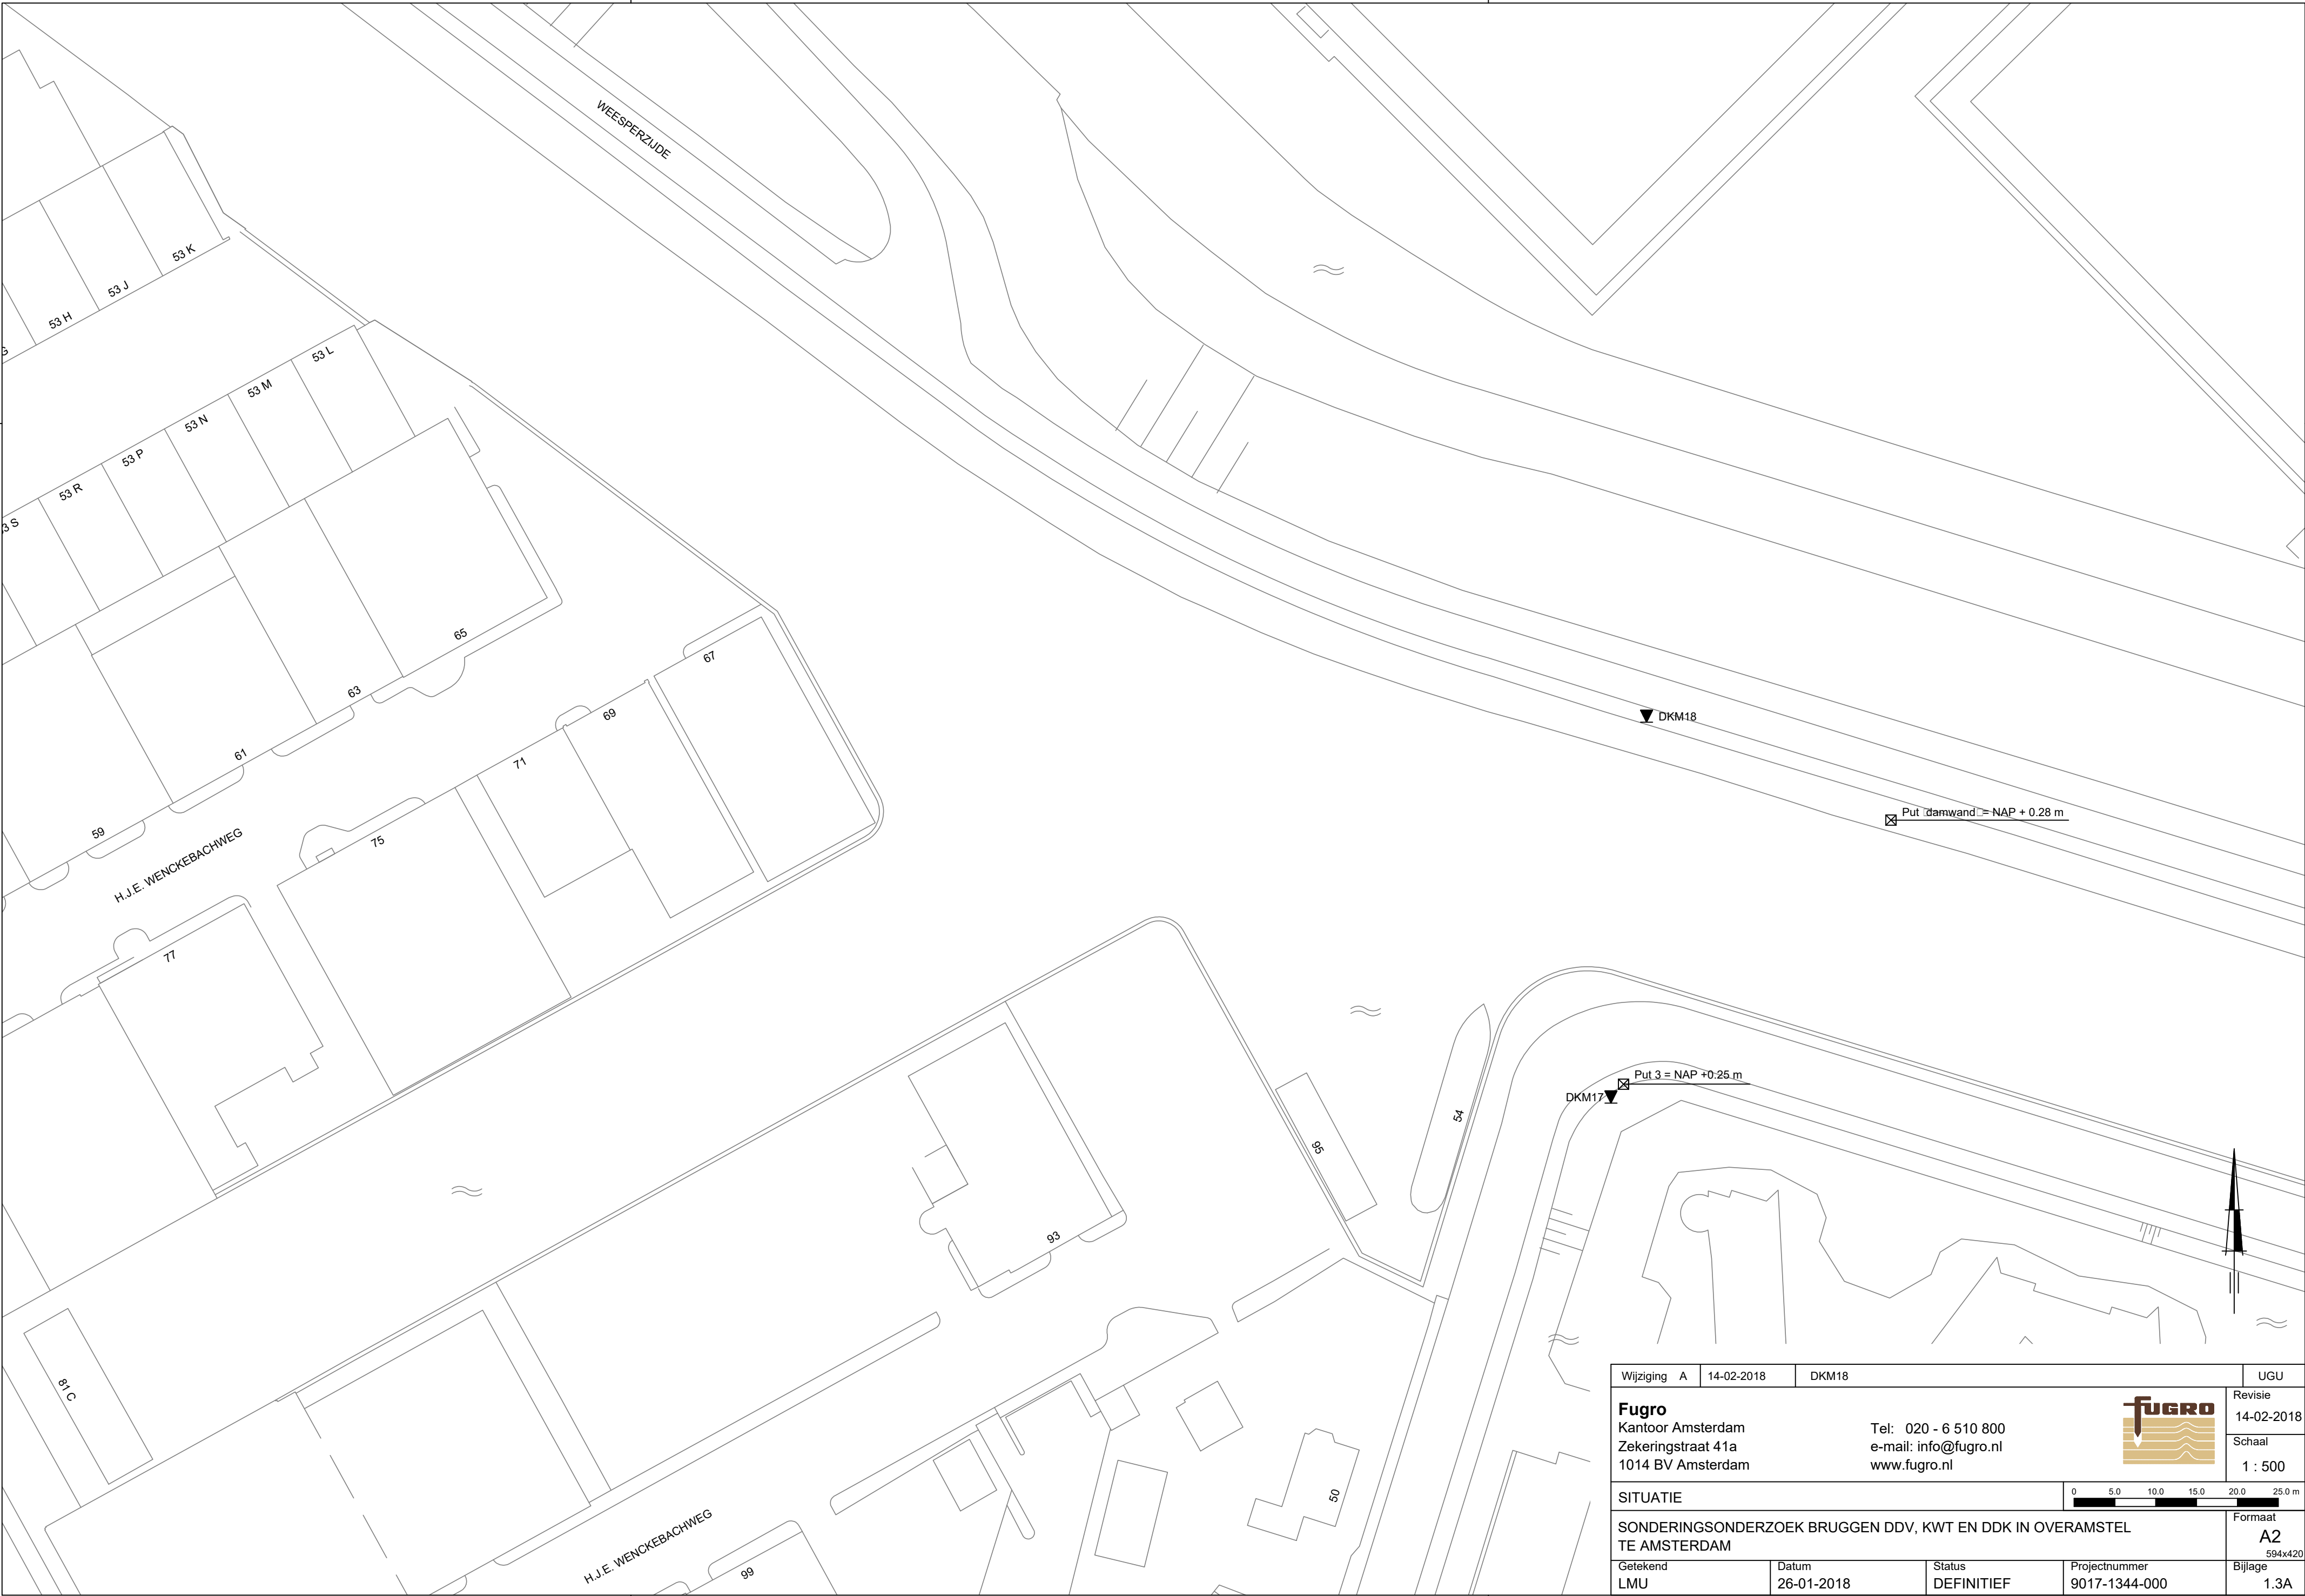 WEESPERZIJDE
53 K
53 J
53 H
53 L
53 M
53 N
53 P
53 R
3 S
65
63
61
59
67
69
71
75
77
H.J.E. WENCKEBACHWEG
DKM18
Put □damwand□= NAP + 0.28 m
Put 3 = NAP +0.25 m
DKM17
54
95
93
81 C
50
99
H.J.E. WENCKEBACHWEG
Wijziging A 14-02-2018 DKM18 UGU
Fugro
Kantoor Amsterdam
Zekeringstraat 41a
1014 BV Amsterdam
Tel: 020 - 6 510 800
e-mail: info@fugro.nl
www.fugro.nl
FUGRO
Revisie
14-02-2018
Schaal
1 : 500
SITUATIE
0 5.0 10.0 15.0 20.0 25.0 m
SONDERINGSONDERZOEK BRUGGEN DDV, KWT EN DDK IN OVERAMSTEL
TE AMSTERDAM
Formaat
A2
594x420
Getekend
LMU
Datum
26-01-2018
Status
DEFINITIEF
Projectnummer
9017-1344-000
Bijlage
1.3A